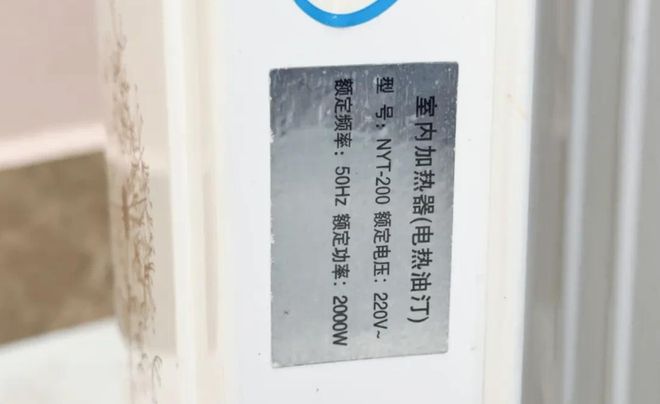 室内加热器(电热油汀)
型 号：NYT-200 额定电压：220V~
额定频率：50Hz 额定功率：2000W